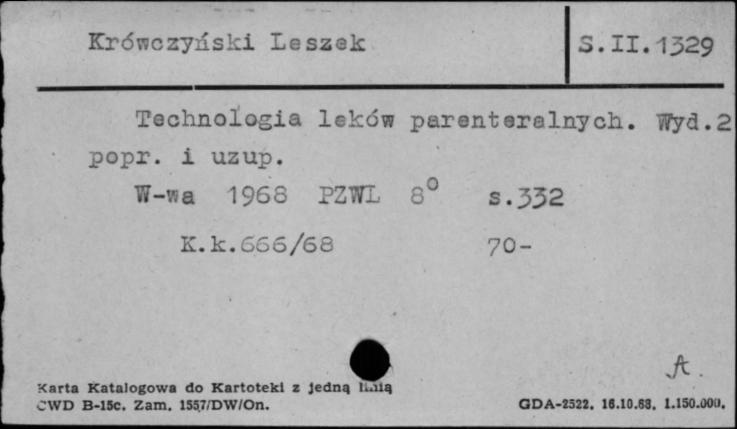 Krówczyński Leszek S.II.1329
Technologia leków parenteralnych. Wyd.2
popr. i uzup.
W-wa 1968 PZWL 8° s.332
K.k.666/68 70-
A.
Karta Katalogowa do Kartoteki z jedną linią
CWD B-15c. Zam. 1557/DW/On. GDA-2522. 16.10.63. 1.150.000.